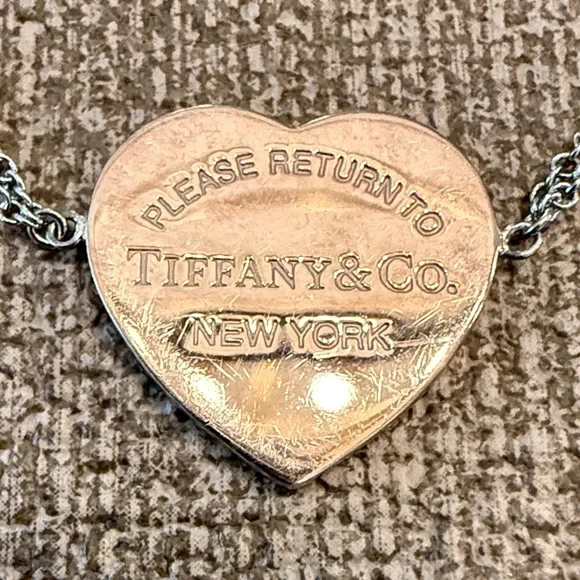 PLEASE RETURN TO
TIFFANY & CO.
NEW YORK